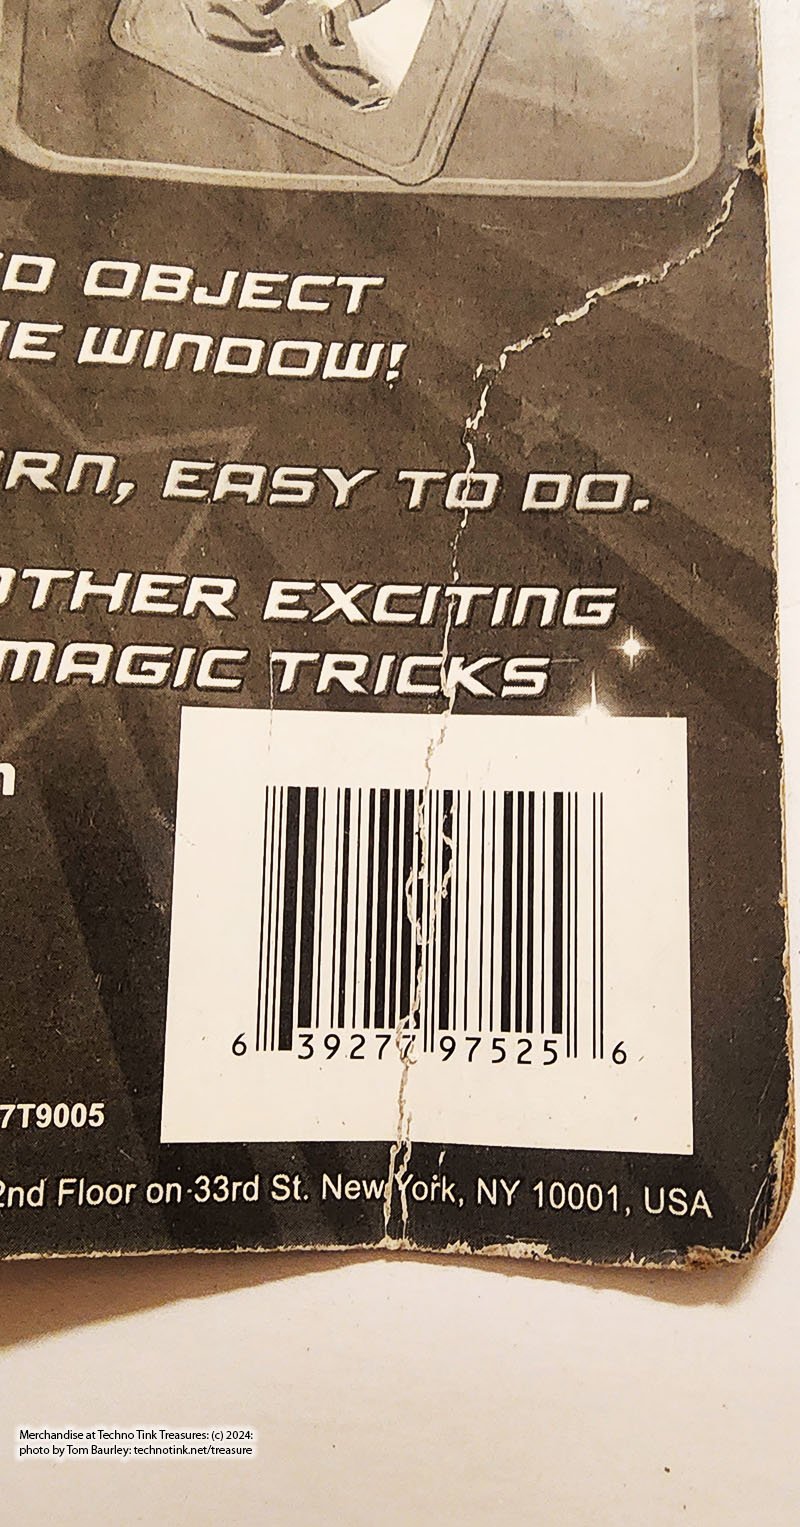 D OBJECT
E WINDOW!
RN, EASY TO DO.
OTHER EXCITING
MAGIC TRICKS
6 39277 97525 6
7T9005
2nd Floor on 33rd St. New York, NY 10001, USA
Merchandise at Techno Tink Treasures: (c) 2024:
photo by Tom Baurley: technotink.net/treasure